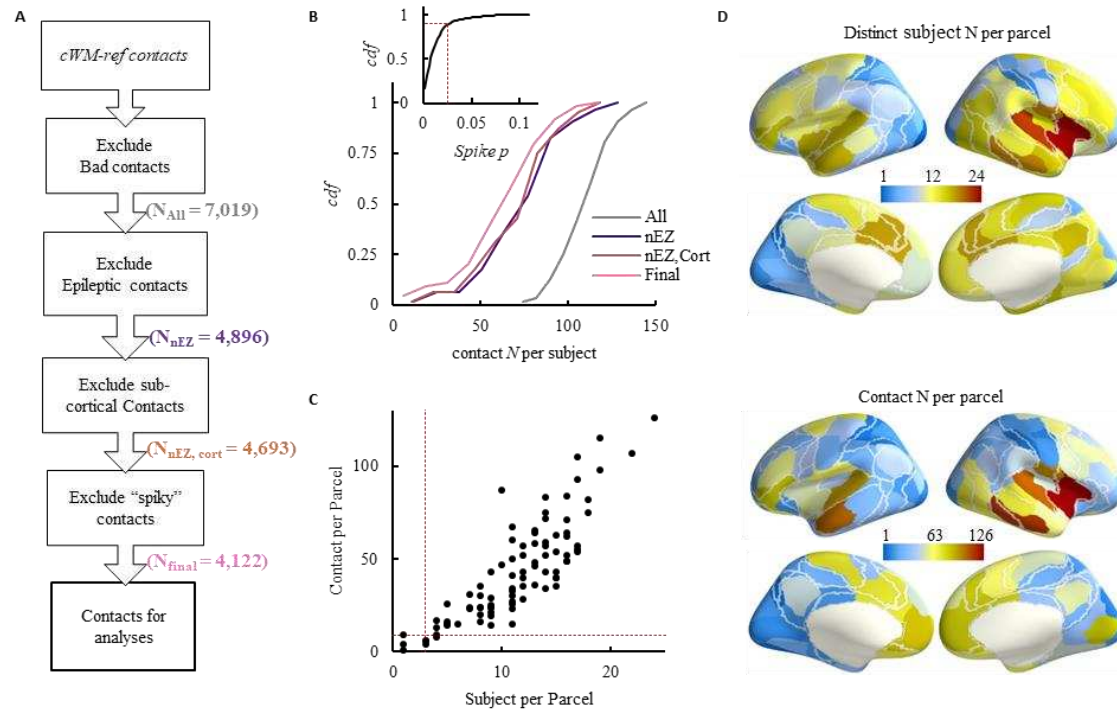 A
cWM-ref contacts
Exclude
Bad contacts
(N_All = 7,019)
Exclude
Epileptic contacts
(N_nEZ = 4,896)
Exclude sub-
cortical Contacts
(N_nEZ, cort = 4,693)
Exclude “spiky”
contacts
(N_final = 4,122)
Contacts for
analyses
B
cdf
1
0.5
0
0
0.05
0.1
Spike p
cdf
1
0.75
0.5
0.25
0
0
50
100
150
All
nEZ
nEZ,Cort
Final
contact N per subject
C
Contact per Parcel
100
50
0
0
10
20
Subject per Parcel
D
Distinct subject N per parcel
1 12 24
Contact N per parcel
1 63 126